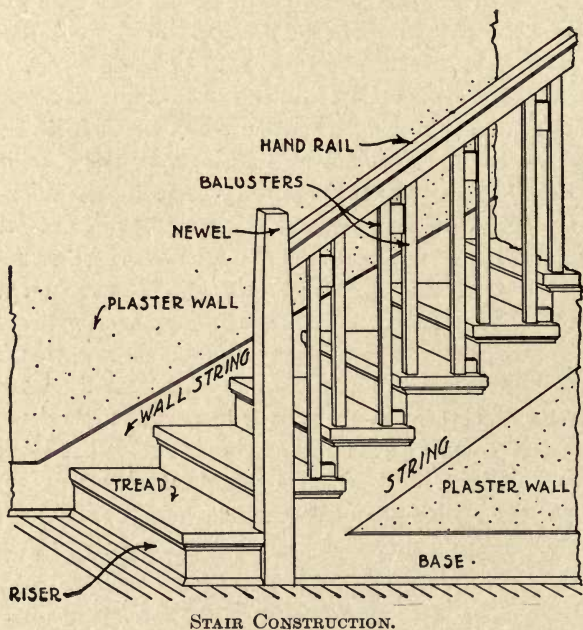 HAND RAIL
BALUSTERS
NEWEL
PLASTER WALL
WALL STRING
STRING
TREAD
PLASTER WALL
BASE.
RISER
STAIR CONSTRUCTION.